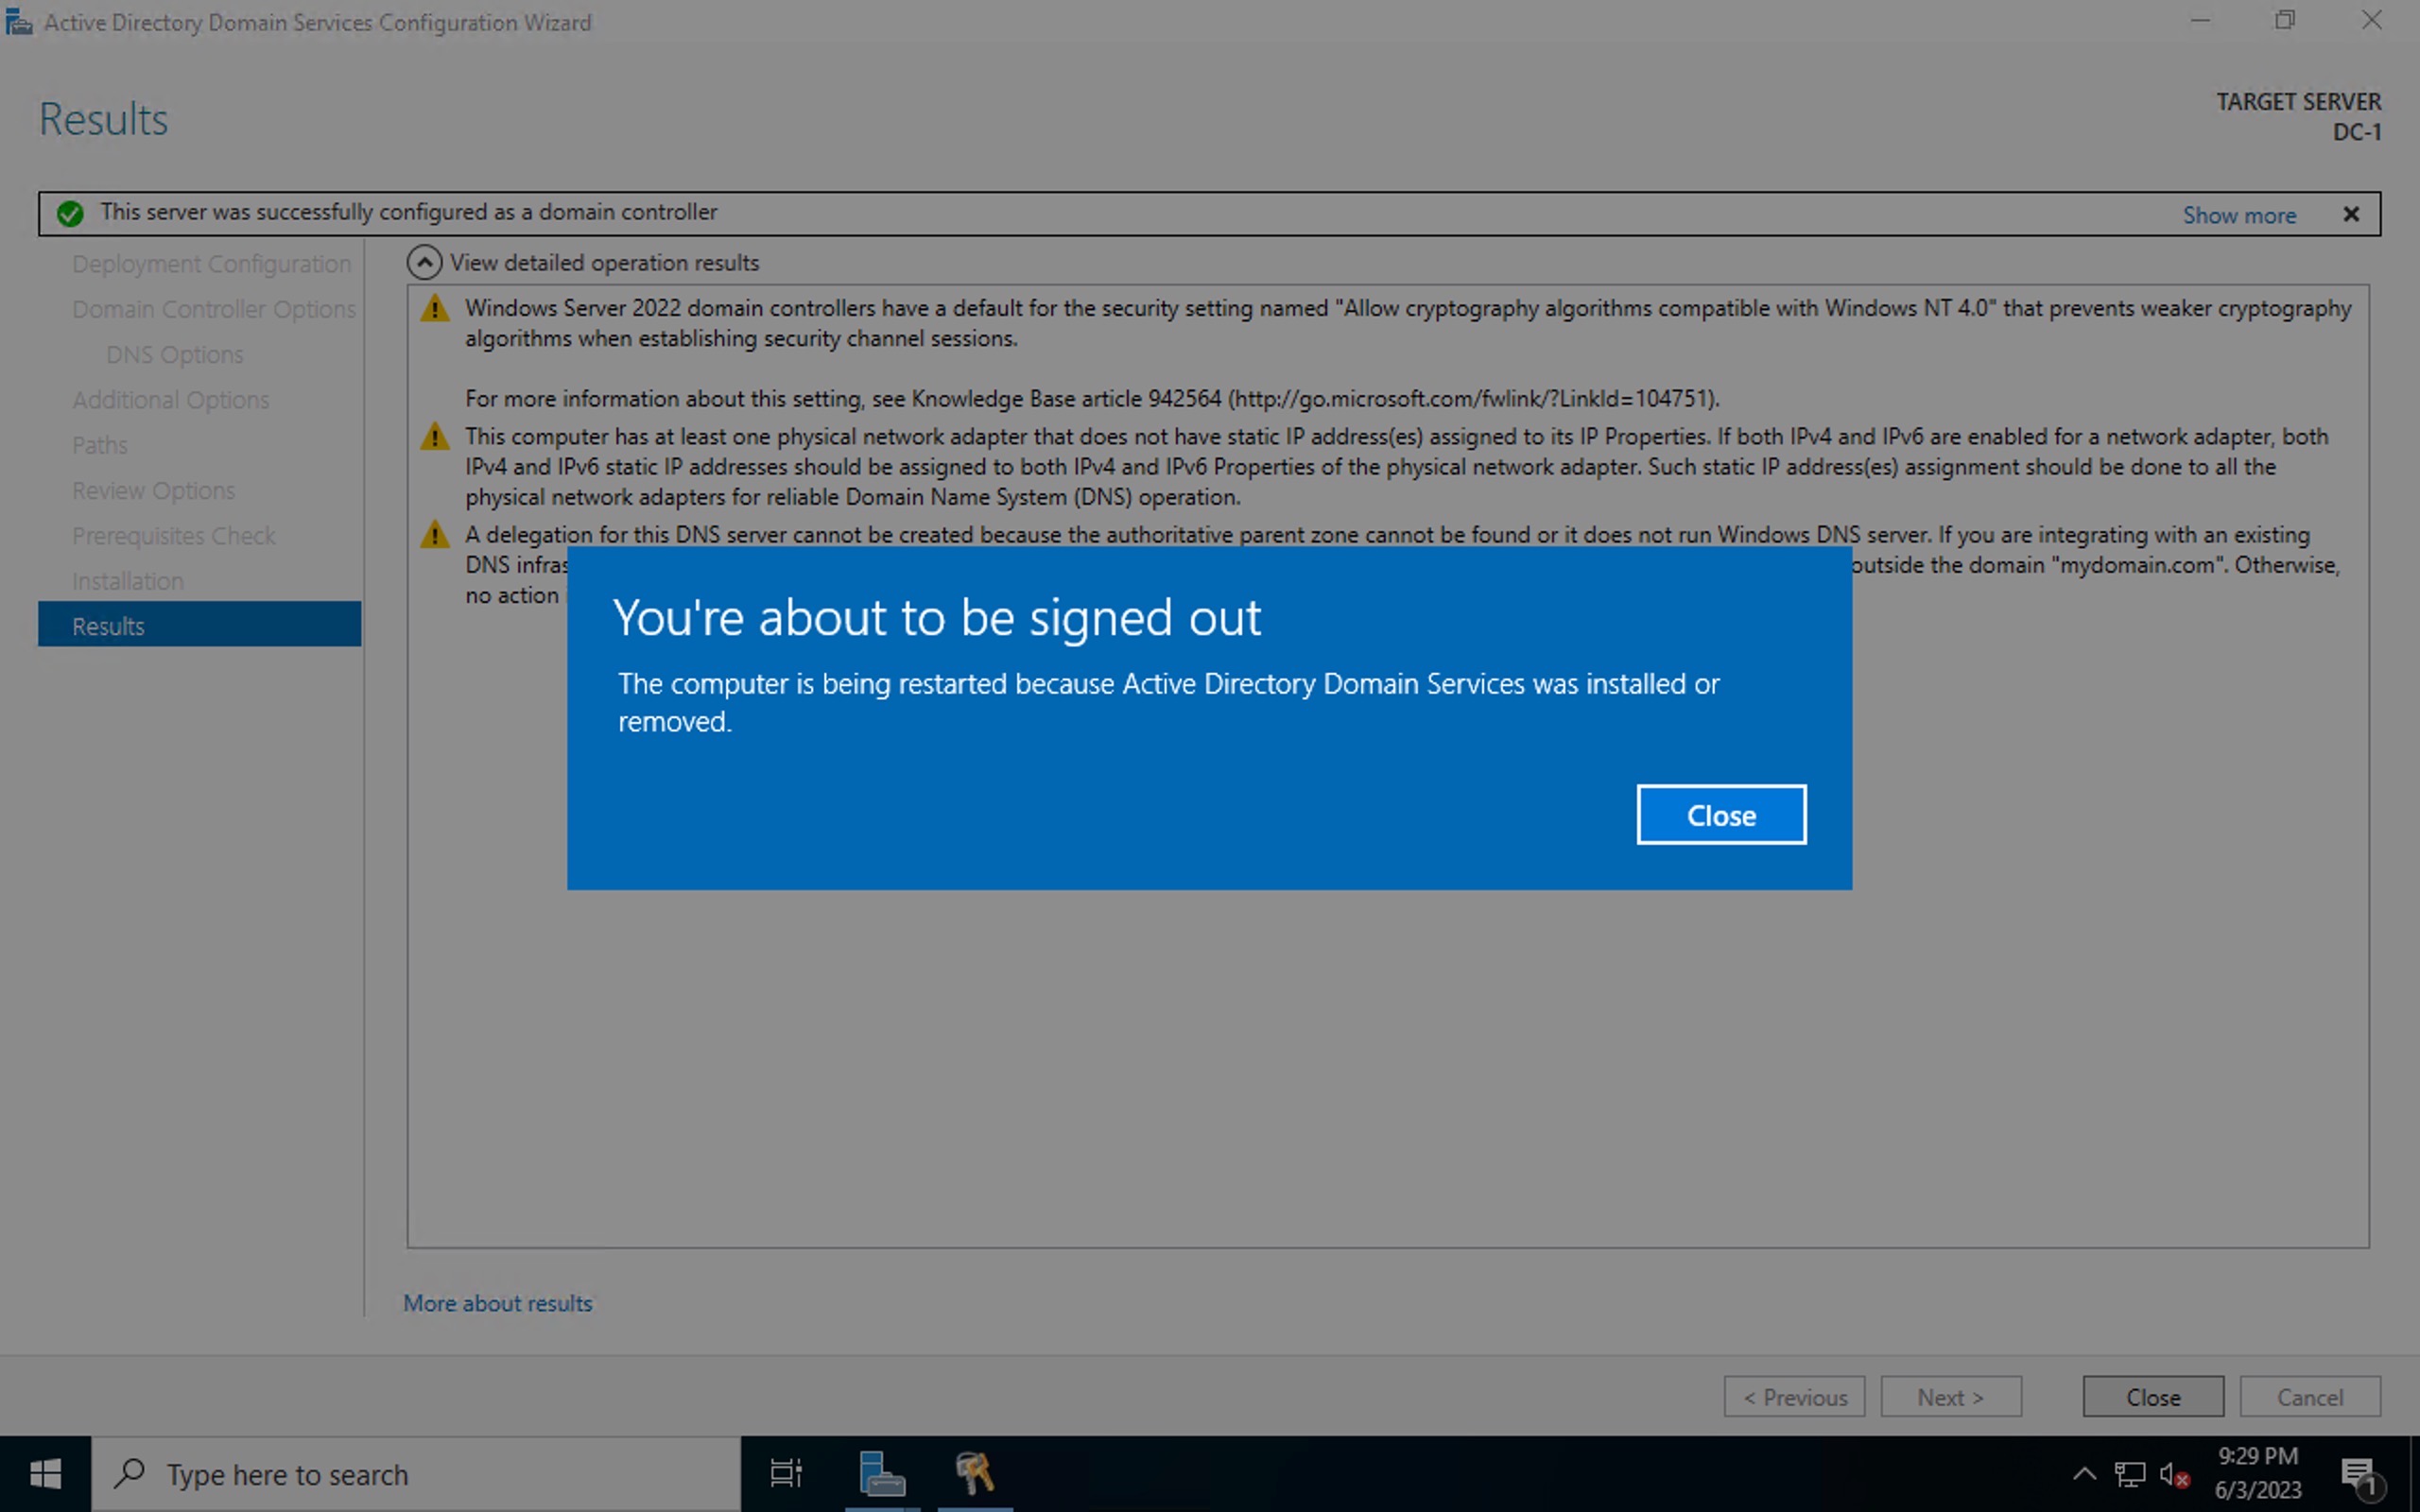 Active Directory Domain Services Configuration Wizard
Results
TARGET SERVER
DC-1
This server was successfully configured as a domain controller
Show more
Deployment Configuration
Domain Controller Options
DNS Options
Additional Options
Paths
Review Options
Prerequisites Check
Installation
Results
View detailed operation results
Windows Server 2022 domain controllers have a default for the security setting named "Allow cryptography algorithms compatible with Windows NT 4.0" that prevents weaker cryptography
algorithms when establishing security channel sessions.
For more information about this setting, see Knowledge Base article 942564 (http://go.microsoft.com/fwlink/?LinkId=104751).
This computer has at least one physical network adapter that does not have static IP address(es) assigned to its IP Properties. If both IPv4 and IPv6 are enabled for a network adapter, both
IPv4 and IPv6 static IP addresses should be assigned to both IPv4 and IPv6 Properties of the physical network adapter. Such static IP address(es) assignment should be done to all the
physical network adapters for reliable Domain Name System (DNS) operation.
A delegation for this DNS server cannot be created because the authoritative parent zone cannot be found or it does not run Windows DNS server. If you are integrating with an existing
DNS infras outside the domain "mydomain.com". Otherwise,
no action
You're about to be signed out
The computer is being restarted because Active Directory Domain Services was installed or
removed.
Close
More about results
< Previous
Next >
Close
Cancel
Type here to search
9:29 PM
6/3/2023
1